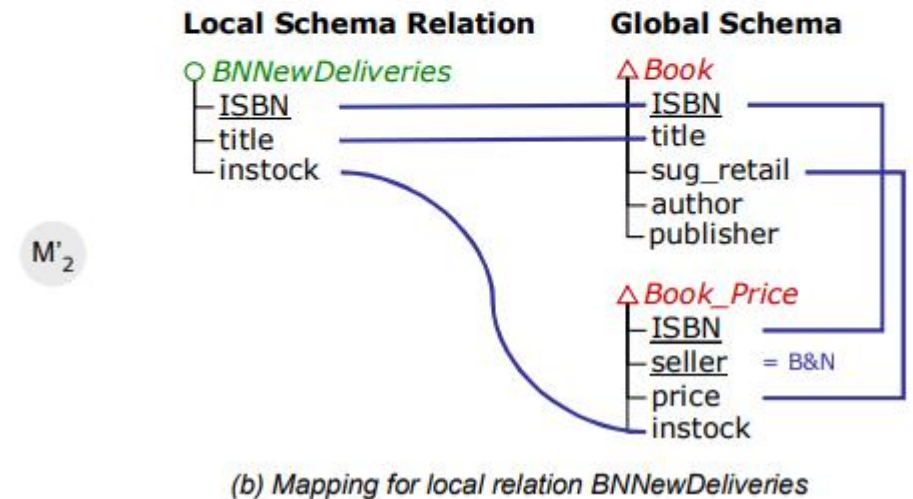 Local Schema Relation Global Schema
BNNewDeliveries Book
ISBN ISBN
title title
instock sug_retail
author
publisher
M'2
Book_Price
ISBN
seller = B&N
price
instock
(b) Mapping for local relation BNNewDeliveries